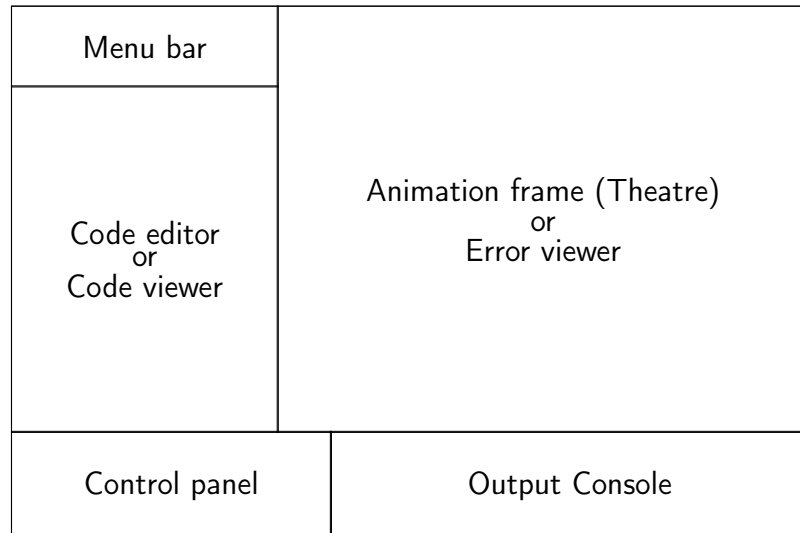 Menu bar
Code editor
or
Code viewer
Animation frame (Theatre)
or
Error viewer
Control panel
Output Console